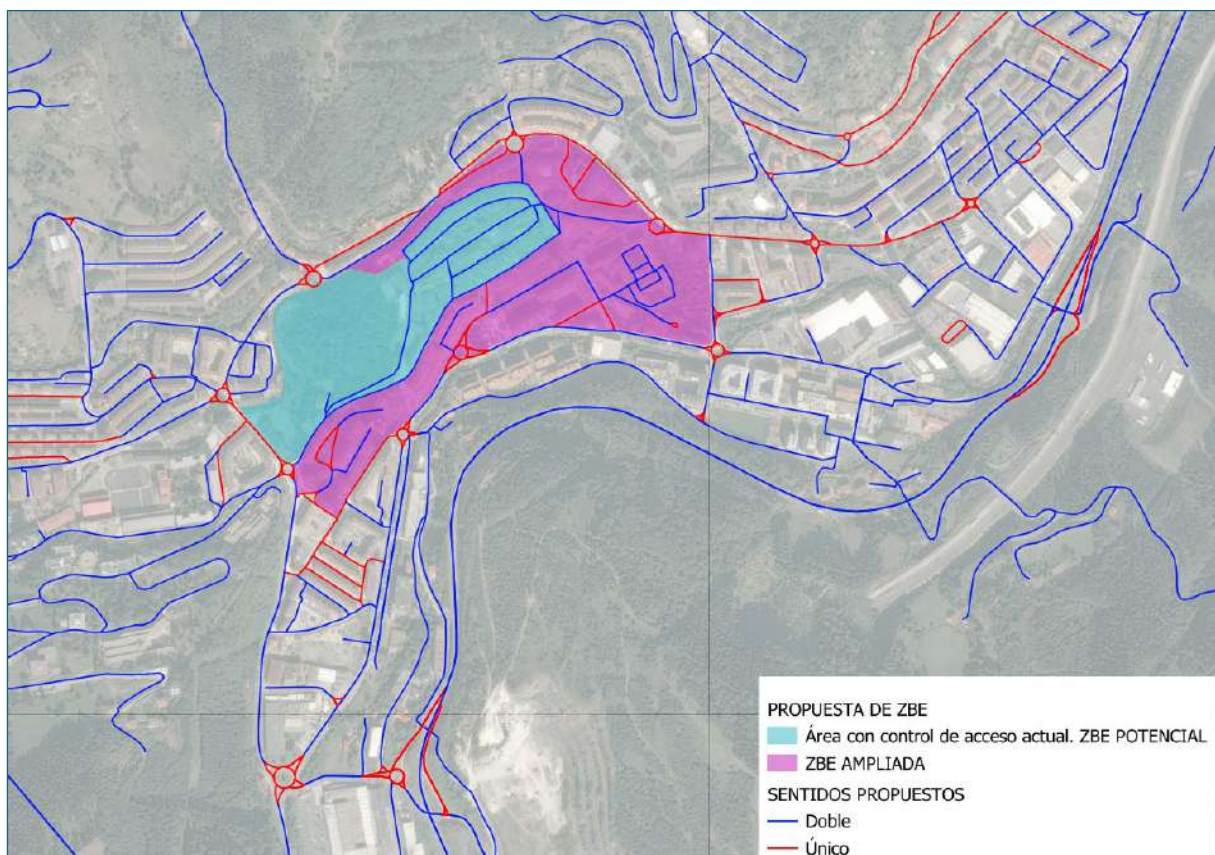 PROPUESTA DE ZBE
Área con control de acceso actual. ZBE POTENCIAL
ZBE AMPLIADA
SENTIDOS PROPUESTOS
Doble
Único